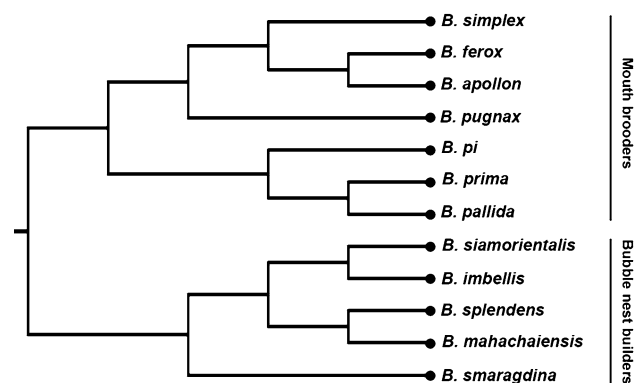 B. simplex
B. ferox
B. apollon
B. pugnax
B. pi
B. prima
B. pallida
B. siamorientalis
B. imbellis
B. splendens
B. mahachaiensis
B. smaragdina
Mouth brooders
Bubble nest builders